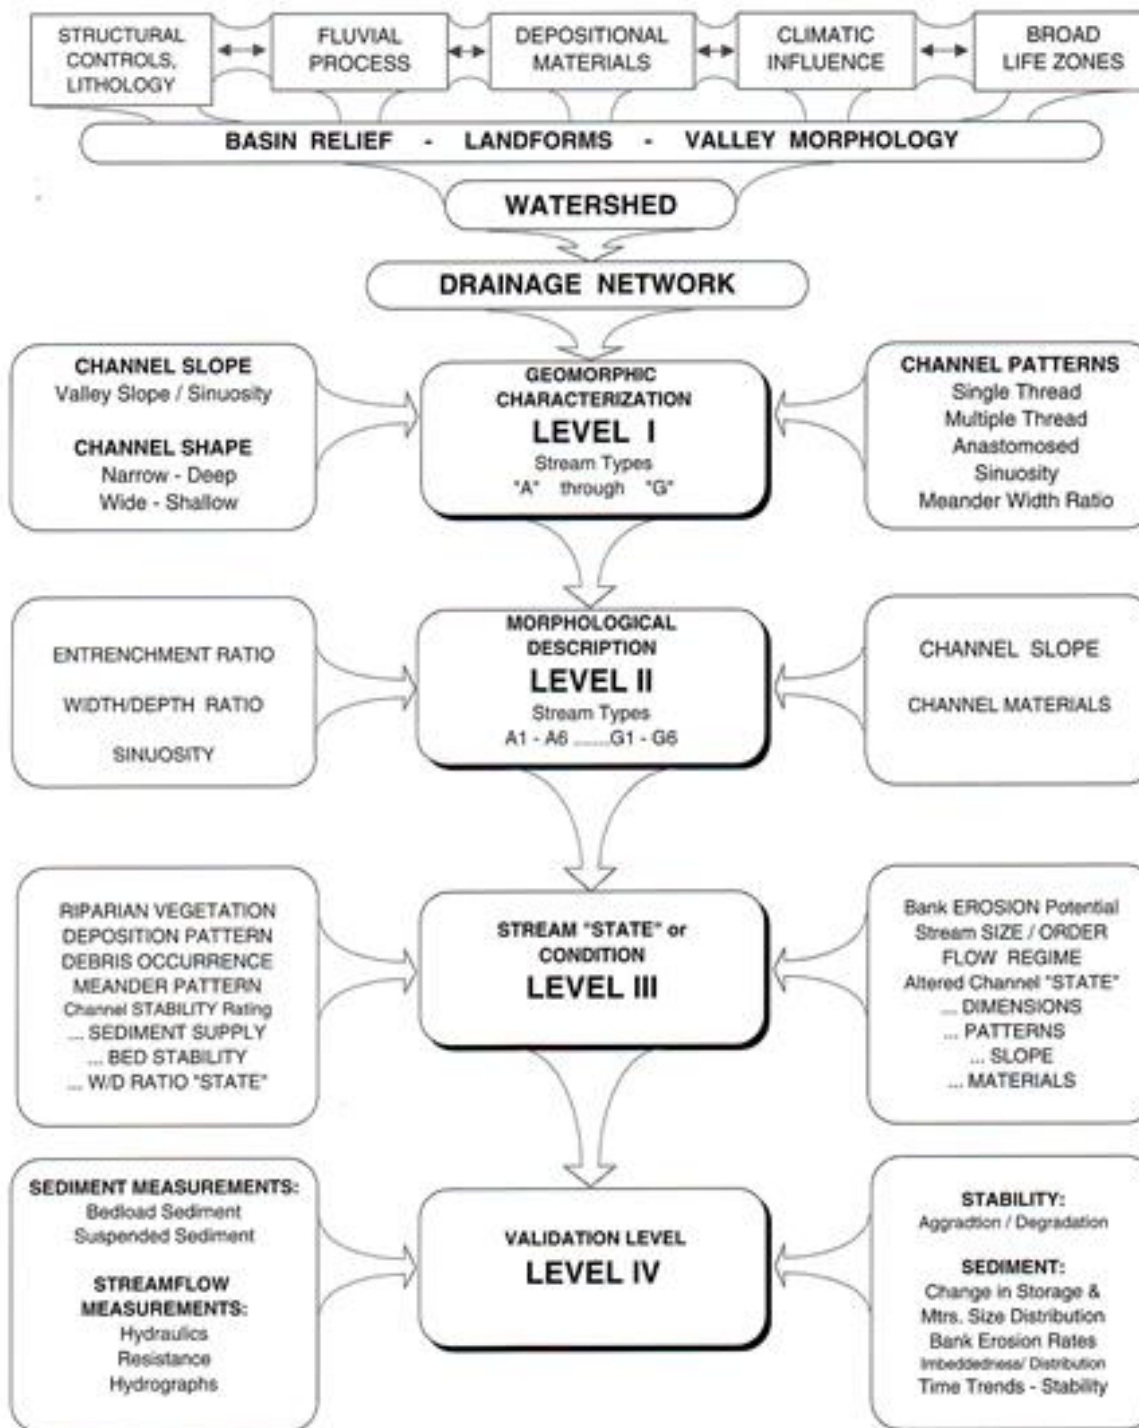 STRUCTURAL
CONTROLS,
LITHOLOGY
FLUVIAL
PROCESS
DEPOSITIONAL
MATERIALS
CLIMATIC
INFLUENCE
BROAD
LIFE ZONES
BASIN RELIEF - LANDFORMS - VALLEY MORPHOLOGY
WATERSHED
DRAINAGE NETWORK
CHANNEL SLOPE
Valley Slope / Sinuosity
CHANNEL SHAPE
Narrow - Deep
Wide - Shallow
GEOMORPHIC
CHARACTERIZATION
LEVEL I
Stream Types
"A" through "G"
CHANNEL PATTERNS
Single Thread
Multiple Thread
Anastomosed
Sinuosity
Meander Width Ratio
ENTRENCHMENT RATIO
WIDTH/DEPTH RATIO
SINUOSITY
MORPHOLOGICAL
DESCRIPTION
LEVEL II
Stream Types
A1 - A6 .......G1 - G6
CHANNEL SLOPE
CHANNEL MATERIALS
RIPARIAN VEGETATION
DEPOSITION PATTERN
DEBRIS OCCURRENCE
MEANDER PATTERN
Channel STABILITY Rating
... SEDIMENT SUPPLY
... BED STABILITY
... W/D RATIO "STATE"
STREAM "STATE" or
CONDITION
LEVEL III
Bank EROSION Potential
Stream SIZE / ORDER
FLOW REGIME
Altered Channel "STATE"
... DIMENSIONS
... PATTERNS
... SLOPE
... MATERIALS
SEDIMENT MEASUREMENTS:
Bedload Sediment
Suspended Sediment
STREAMFLOW
MEASUREMENTS:
Hydraulics
Resistance
Hydrographs
VALIDATION LEVEL
LEVEL IV
STABILITY:
Aggradtion / Degradation
SEDIMENT:
Change in Storage &
Mtrs. Size Distribution
Bank Erosion Rates
Imbeddedness/ Distribution
Time Trends - Stability